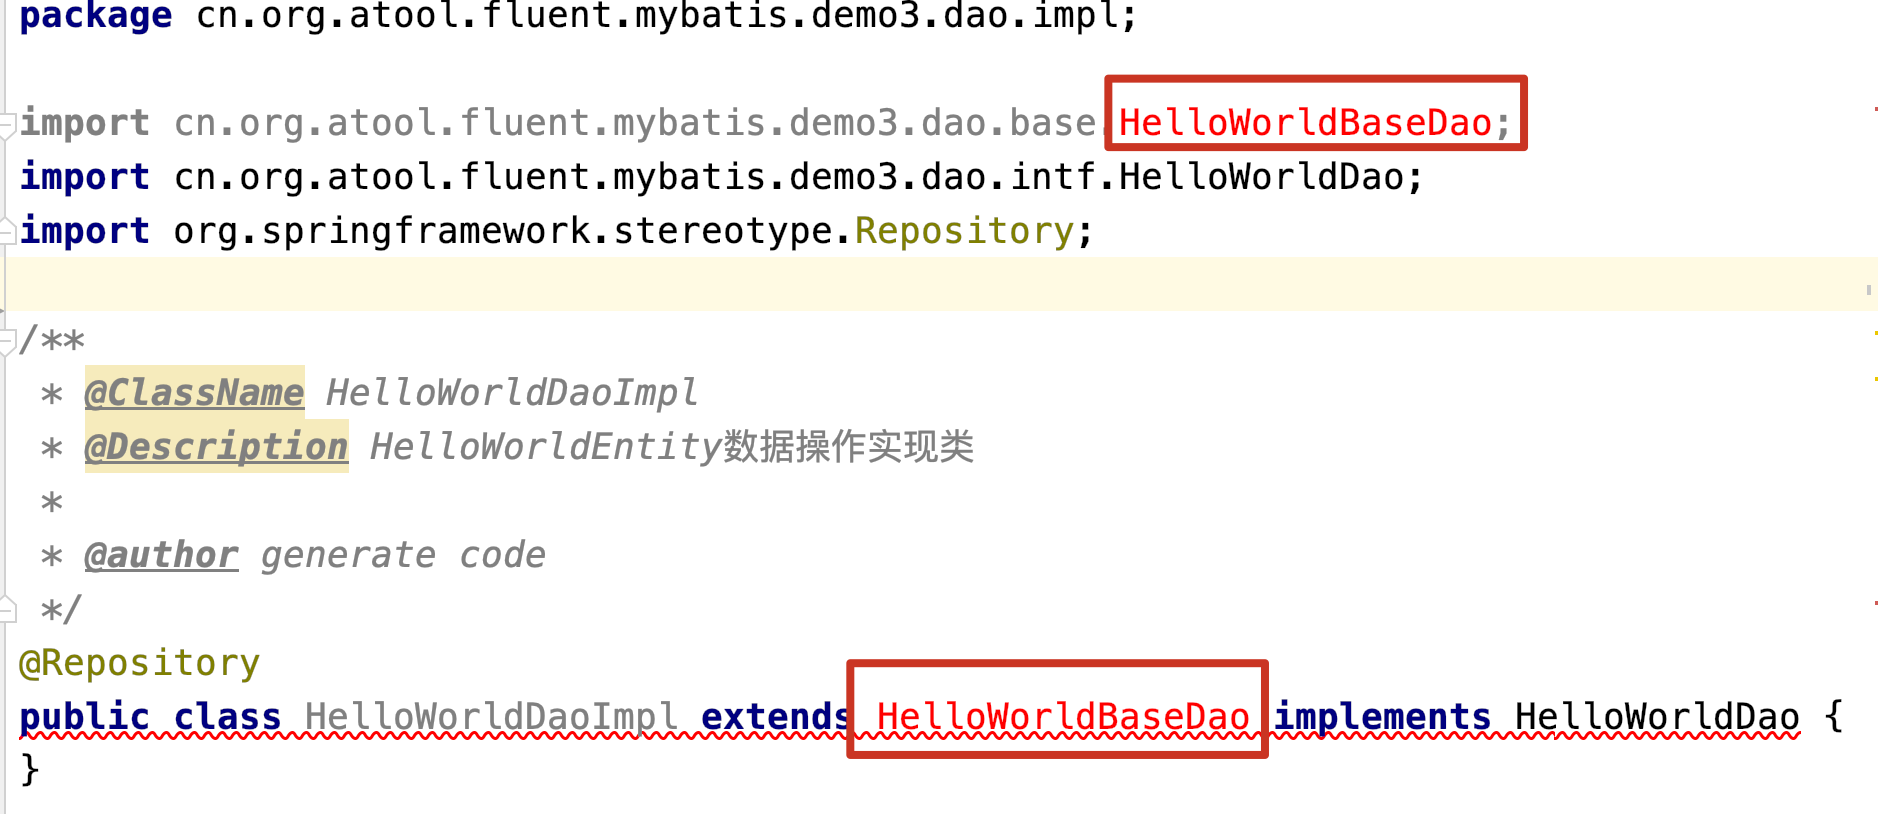 package cn.org.atool.fluent.mybatis.demo3.dao.impl;
import cn.org.atool.fluent.mybatis.demo3.dao.base.HelloWorldBaseDao;
import cn.org.atool.fluent.mybatis.demo3.dao.intf.HelloWorldDao;
import org.springframework.stereotype.Repository;
/**
 * @ClassName HelloWorldDaoImpl
 * @Description HelloWorldEntity数据操作实现类
 *
 * @author generate code
 */
@Repository
public class HelloWorldDaoImpl extends HelloWorldBaseDao implements HelloWorldDao {
}